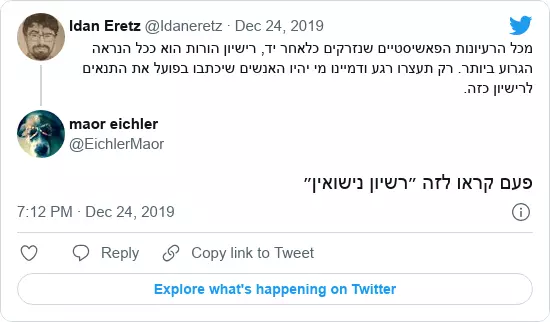 Idan Eretz @Idaneretz · Dec 24, 2019
מכל הרעיונות הפאשיסטיים שנזרקים כלאחר יד, רישיון הורות הוא ככל הנראה
הגרוע ביותר. רק תעצרו רגע ודמיינו מי יהיו האנשים שיכתבו בפועל את התנאים
לרישיון כזה.
maor eichler
@EichlerMaor
פעם קראו לזה ״רשיון נישואין״
7:12 PM · Dec 24, 2019
Reply
Copy link to Tweet
Explore what's happening on Twitter